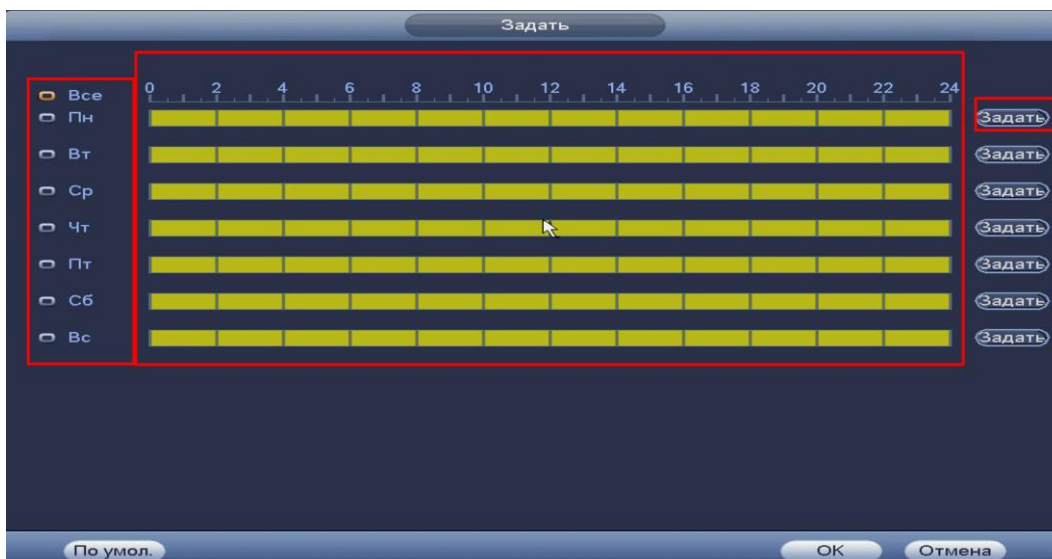 Задать
Все 0 2 4 6 8 10 12 14 16 18 20 22 24
Пн Задать
Вт Задать
Ср Задать
Чт Задать
Пт Задать
Сб Задать
Вс Задать
По умол. ОК Отмена